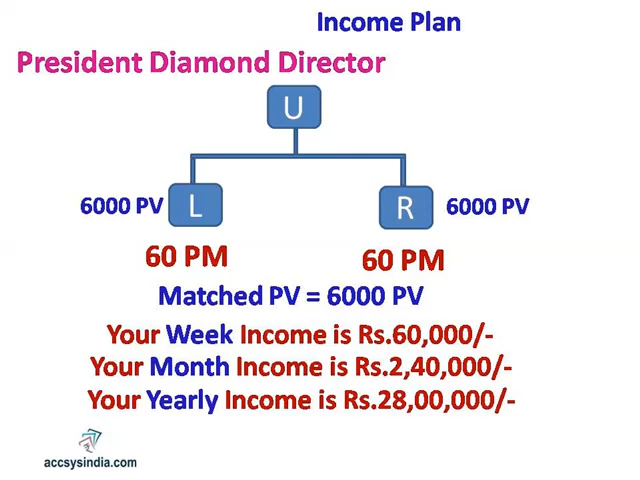 Income Plan
President Diamond Director
U
6000 PV L R 6000 PV
60 PM 60 PM
Matched PV = 6000 PV
Your Week Income is Rs.60,000/-
Your Month Income is Rs.2,40,000/-
Your Yearly Income is Rs.28,00,000/-
accsysindia.com